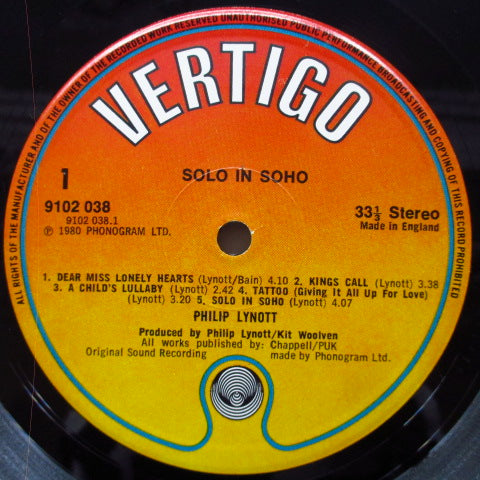 ALL RIGHTS OF THE MANUFACTURER AND OF THE OWNER OF THE RECORDED WORK RESERVED UNAUTHORISED PUBLIC PERFORMANCE BROADCASTING AND COPYING OF THIS RECORD PROHIBITED
VERTIGO
SOLO IN SOHO
1
9102 038
9102 038.1
℗ 1980 PHONOGRAM LTD.
33⅓ Stereo
Made in England
1. DEAR MISS LONELY HEARTS (Lynott/Bain) 4.10 2. KINGS CALL (Lynott) 3.38
3. A CHILD'S LULLABY (Lynott) 2.42 4. TATTOO (Giving It All Up For Love)
(Lynott) 3.20 5. SOLO IN SOHO (Lynott) 4.07
PHILIP LYNOTT
Produced by Philip Lynott/Kit Woolven
All works published by: Chappell/PUK
Original Sound Recording made by Phonogram Ltd.